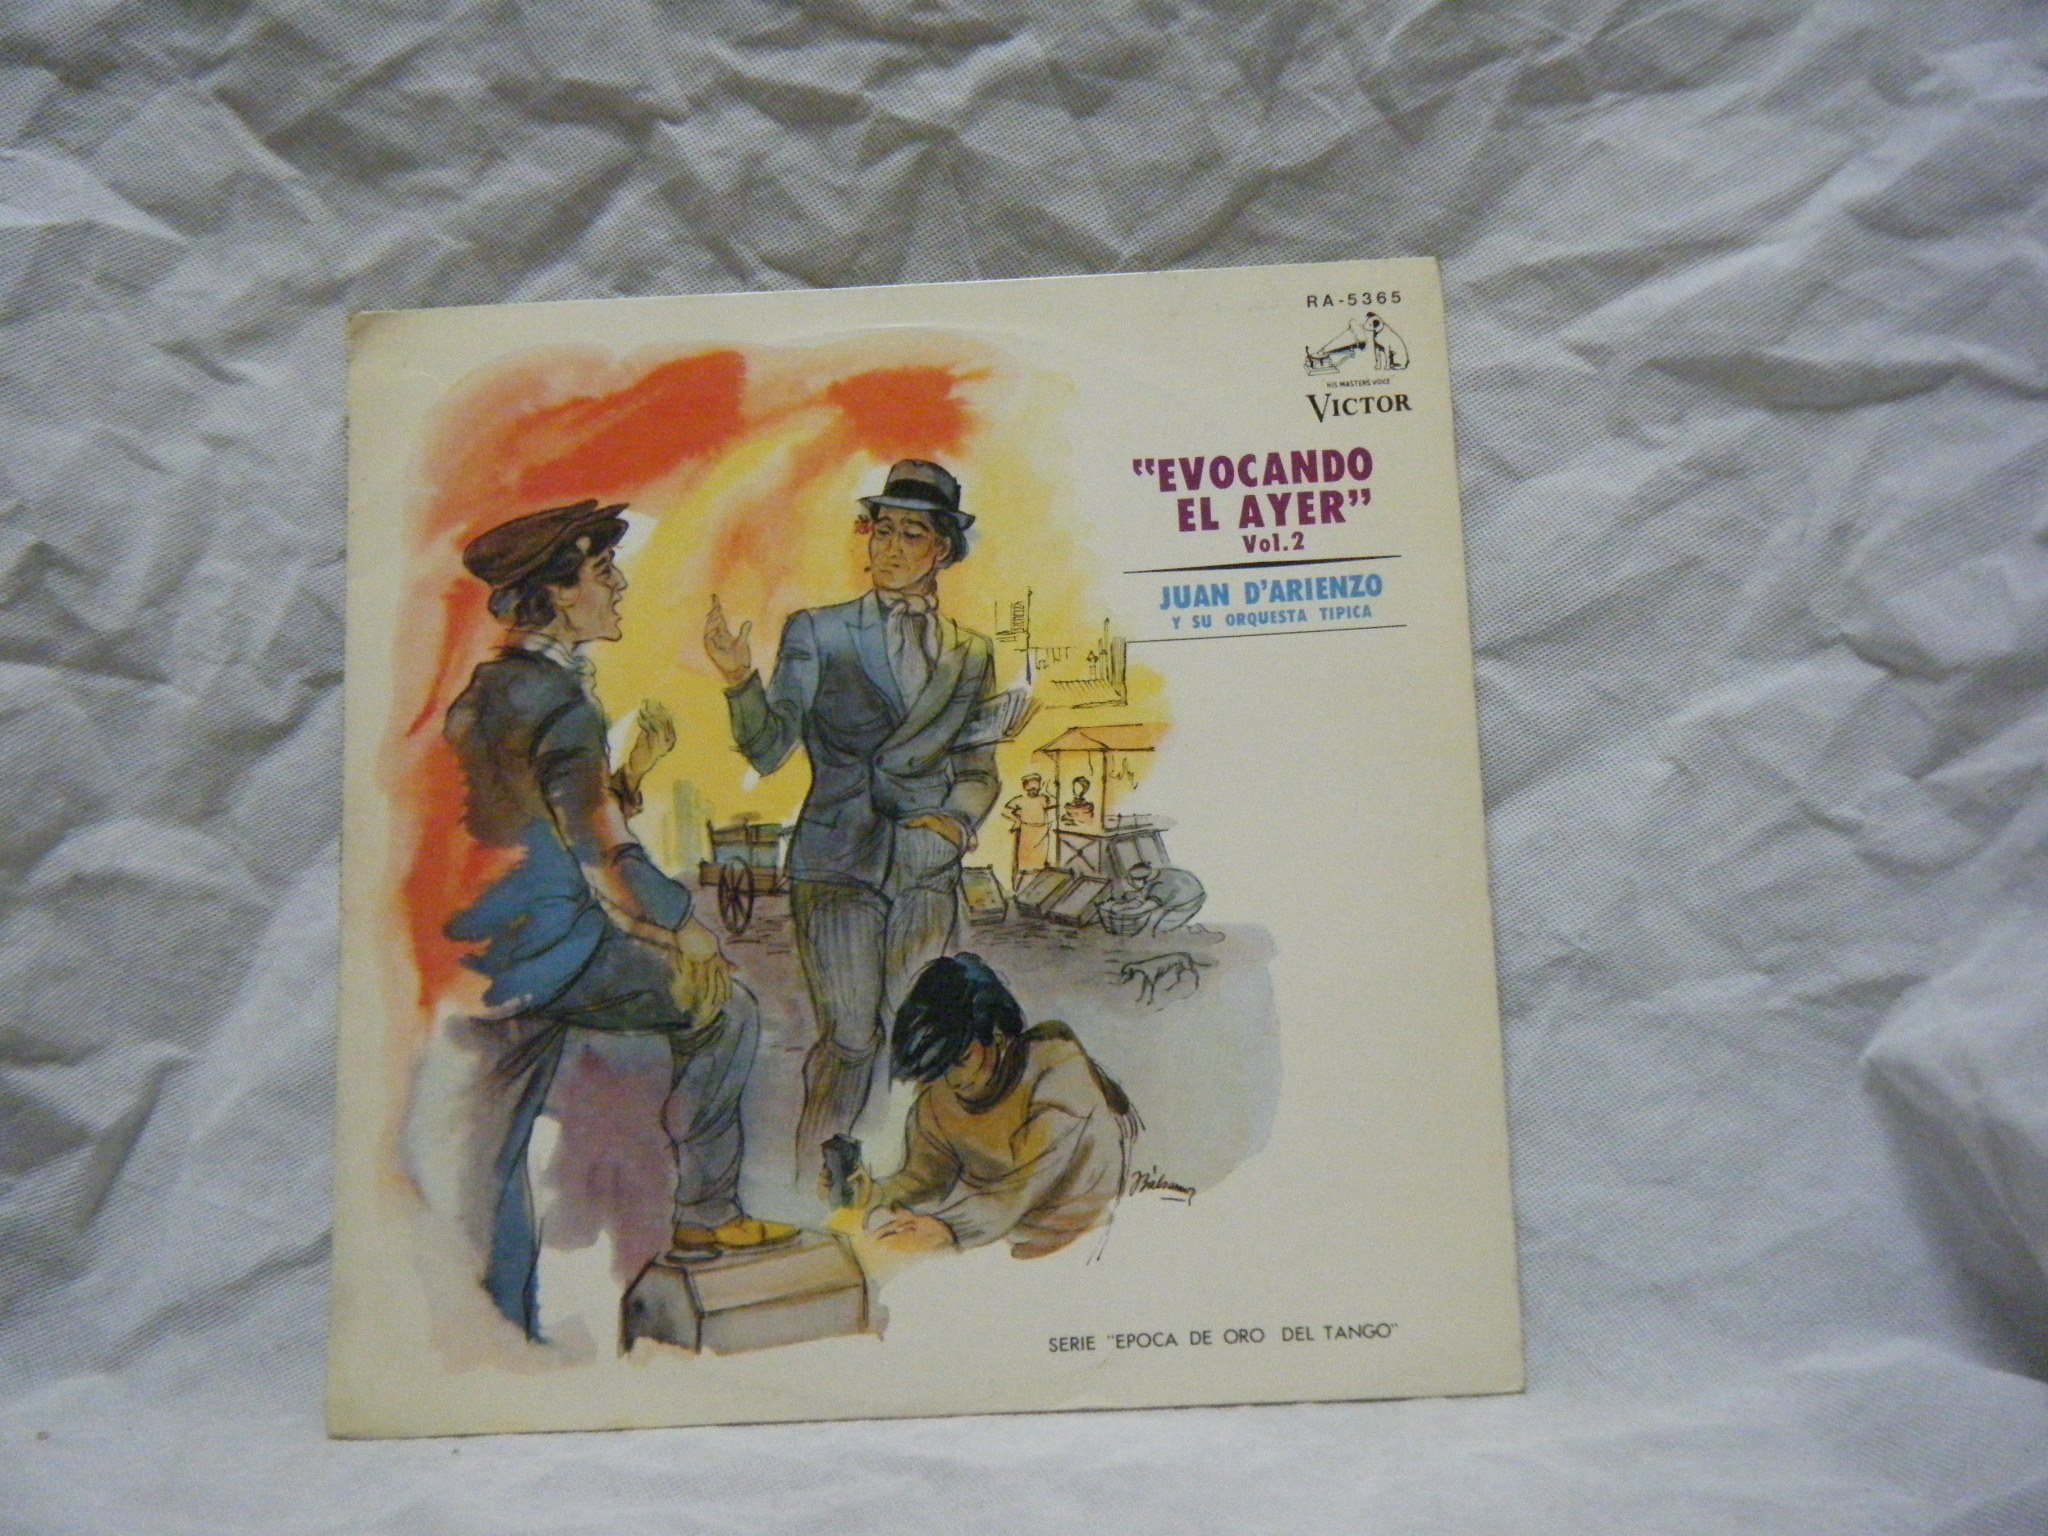 RA-5365
"HIS MASTERS VOICE"
VICTOR
"EVOCANDO
EL AYER"
Vol.2
JUAN D'ARIENZO
Y SU ORQUESTA TIPICA
SERIE "EPOCA DE ORO DEL TANGO"